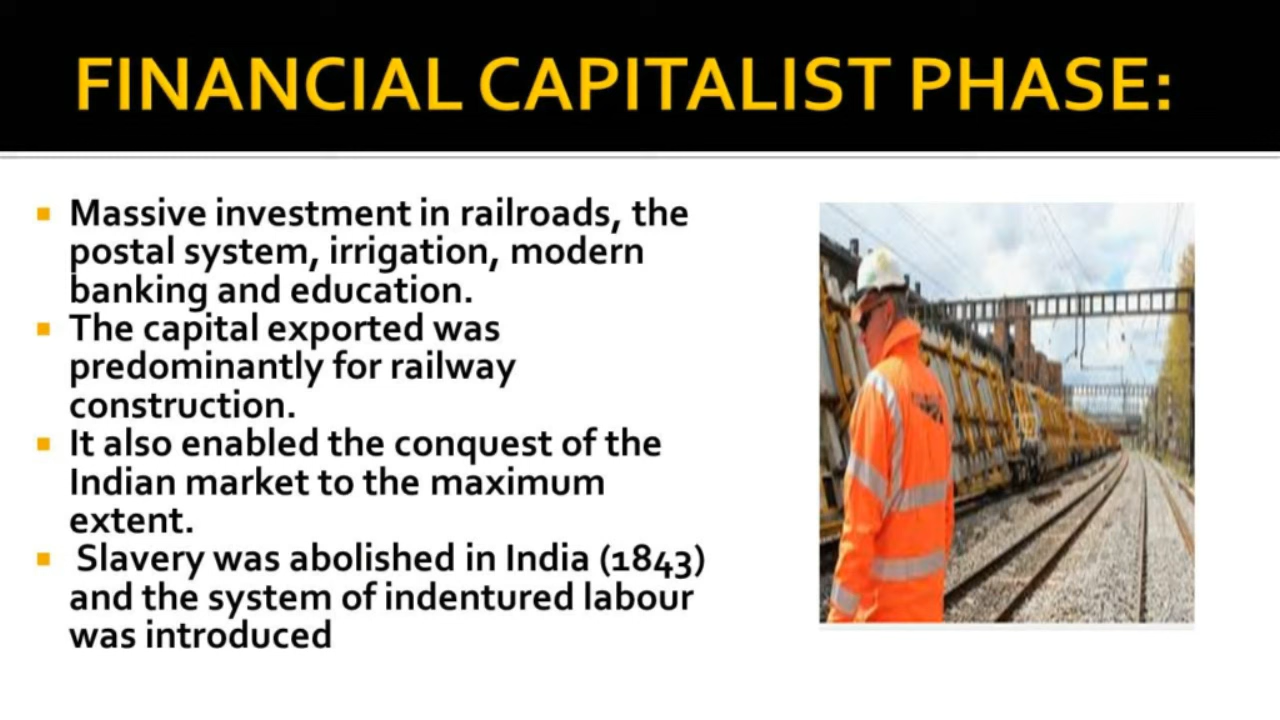 FINANCIAL CAPITALIST PHASE:
Massive investment in railroads, the
postal system, irrigation, modern
banking and education.
The capital exported was
predominantly for railway
construction.
It also enabled the conquest of the
Indian market to the maximum
extent.
Slavery was abolished in India (1843)
and the system of indentured labour
was introduced